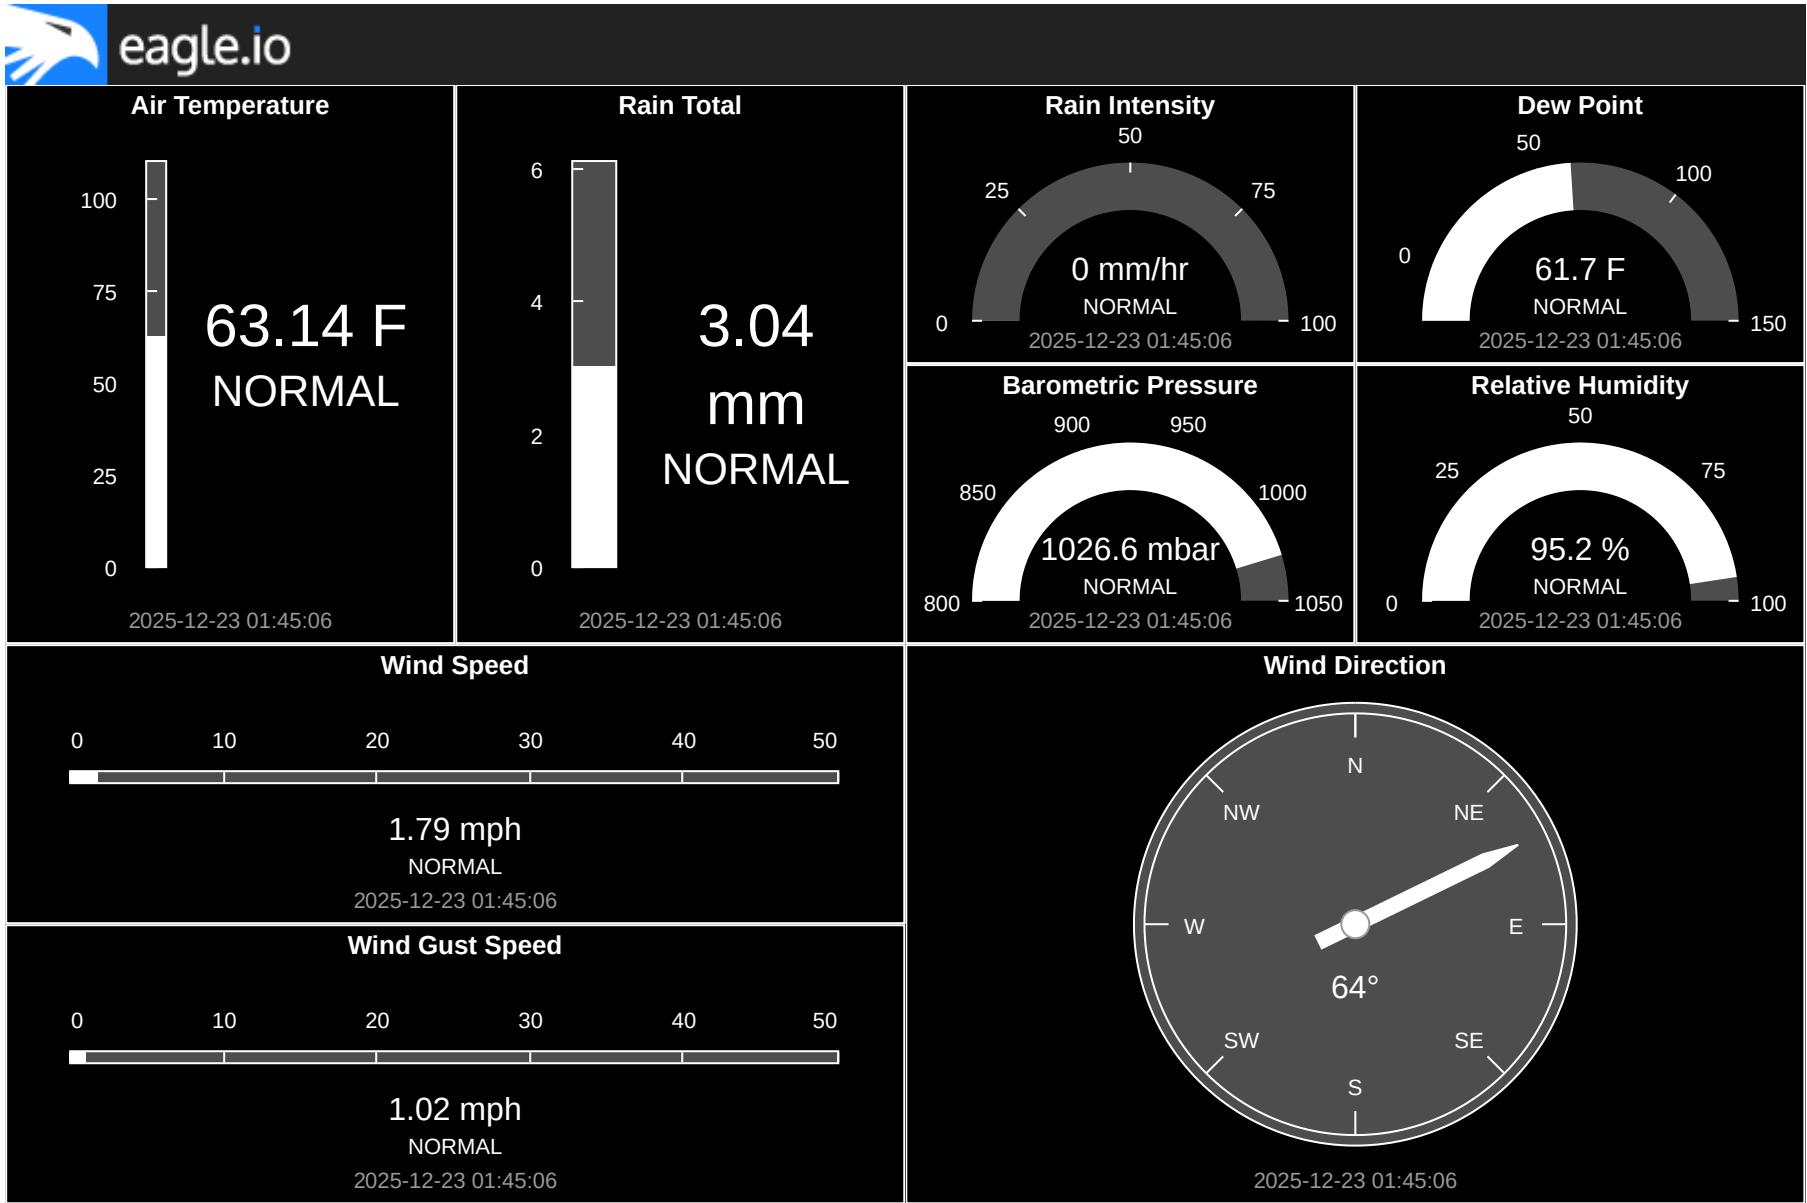 eagle.io
Air Temperature
100
75
50
25
0
63.14 F
NORMAL
2025-12-23 01:45:06
Rain Total
6
4
2
0
3.04
mm
NORMAL
2025-12-23 01:45:06
Rain Intensity
50
25
75
0
100
0 mm/hr
NORMAL
2025-12-23 01:45:06
Dew Point
50
100
0
150
61.7 F
NORMAL
2025-12-23 01:45:06
Barometric Pressure
900
950
850
1000
800
1050
1026.6 mbar
NORMAL
2025-12-23 01:45:06
Relative Humidity
50
25
75
0
100
95.2 %
NORMAL
2025-12-23 01:45:06
Wind Speed
0 10 20 30 40 50
1.79 mph
NORMAL
2025-12-23 01:45:06
Wind Gust Speed
0 10 20 30 40 50
1.02 mph
NORMAL
2025-12-23 01:45:06
Wind Direction
N
NW
NE
W
E
64°
SW
SE
S
2025-12-23 01:45:06